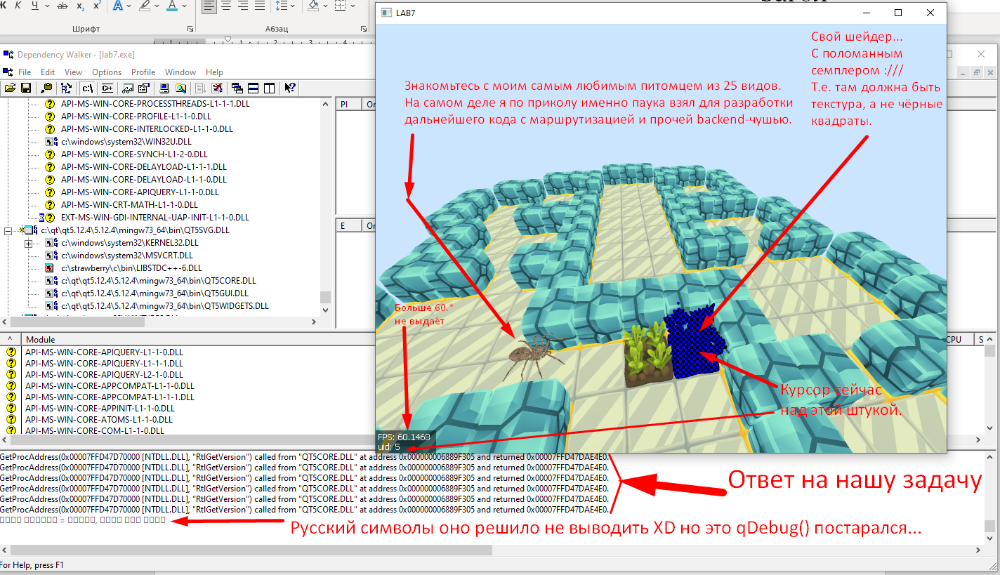 Ж К Ч ab x₂ x² A A
Шрифт
Абзац
1 1 2 3 4
Dependency Walker - [lab7.exe]
File Edit View Options Profile Window Help
c:\ C++
API-MS-WIN-CORE-PROCESSTHREADS-L1-1-1.DLL
API-MS-WIN-CORE-PROFILE-L1-1-0.DLL
API-MS-WIN-CORE-INTERLOCKED-L1-1-0.DLL
c:\windows\system32\WIN32U.DLL
API-MS-WIN-CORE-SYNCH-L1-2-0.DLL
API-MS-WIN-CORE-DELAYLOAD-L1-1-1.DLL
API-MS-WIN-CORE-DELAYLOAD-L1-1-0.DLL
API-MS-WIN-CORE-APIQUERY-L1-1-0.DLL
API-MS-WIN-CRT-MATH-L1-1-0.DLL
EXT-MS-WIN-GDI-INTERNAL-UAP-INIT-L1-1-0.DLL
c:\qt\qt5.12.4\5.12.4\mingw73_64\bin\QT5SVG.DLL
c:\windows\system32\KERNEL32.DLL
c:\windows\system32\MSVCRT.DLL
c:\strawberry\c\bin\LIBSTDC++-6.DLL
c:\qt\qt5.12.4\5.12.4\mingw73_64\bin\QT5CORE.DLL
c:\qt\qt5.12.4\5.12.4\mingw73_64\bin\QT5GUI.DLL
c:\qt\qt5.12.4\5.12.4\mingw73_64\bin\QT5WIDGETS.DLL
PI
E
LAB7
Знакомьтесь с моим самым любимым питомцем из 25 видов.
На самом деле я по приколу именно паука взял для разработки
дальнейшего кода с маршрутизацией и прочей backend-чушью.
Свой шейдер...
С поломанным
семплером :///
Т.е. там должна быть
текстура, а не чёрные
квадраты.
Больше 60.*
не выдаёт
Курсор сейчас
над этой штукой.
FPS: 60.1468
uid: 5
^ Module
CPU S
API-MS-WIN-CORE-APIQUERY-L1-1-0.DLL
API-MS-WIN-CORE-APIQUERY-L1-1-1.DLL
API-MS-WIN-CORE-APIQUERY-L2-1-0.DLL
API-MS-WIN-CORE-APPCOMPAT-L1-1-0.DLL
API-MS-WIN-CORE-APPCOMPAT-L1-1-1.DLL
API-MS-WIN-CORE-APPINIT-L1-1-0.DLL
API-MS-WIN-CORE-ATOMS-L1-1-0.DLL
API-MS-WIN-CORE-COM-L1-1-0.DLL
GetProcAddress(0x00007FFD47D70000 [NTDLL.DLL], "RtlGetVersion") called from "QT5CORE.DLL" at address 0x000000006889F305 and returned 0x00007FFD47DAE4E0.
GetProcAddress(0x00007FFD47D70000 [NTDLL.DLL], "RtlGetVersion") called from "QT5CORE.DLL" at address 0x000000006889F305 and returned 0x00007FFD47DAE4E0.
GetProcAddress(0x00007FFD47D70000 [NTDLL.DLL], "RtlGetVersion") called from "QT5CORE.DLL" at address 0x000000006889F305 and returned 0x00007FFD47DAE4E0.
GetProcAddress(0x00007FFD47D70000 [NTDLL.DLL], "RtlGetVersion") called from "QT5CORE.DLL" at address 0x000000006889F305 and returned 0x00007FFD47DAE4E0.
GetProcAddress(0x00007FFD47D70000 [NTDLL.DLL], "RtlGetVersion") called from "QT5CORE.DLL" at address 0x000000006889F305 and returned 0x00007FFD47DAE4E0.
GetProcAddress(0x00007FFD47D70000 [NTDLL.DLL], "RtlGetVersion") called from "QT5CORE.DLL" at address 0x000000006889F305 and returned 0x00007FFD47DAE4E0.
Ответ на нашу задачу
Русский символы оно решило не выводить XD но это qDebug() постарался...
For Help, press F1